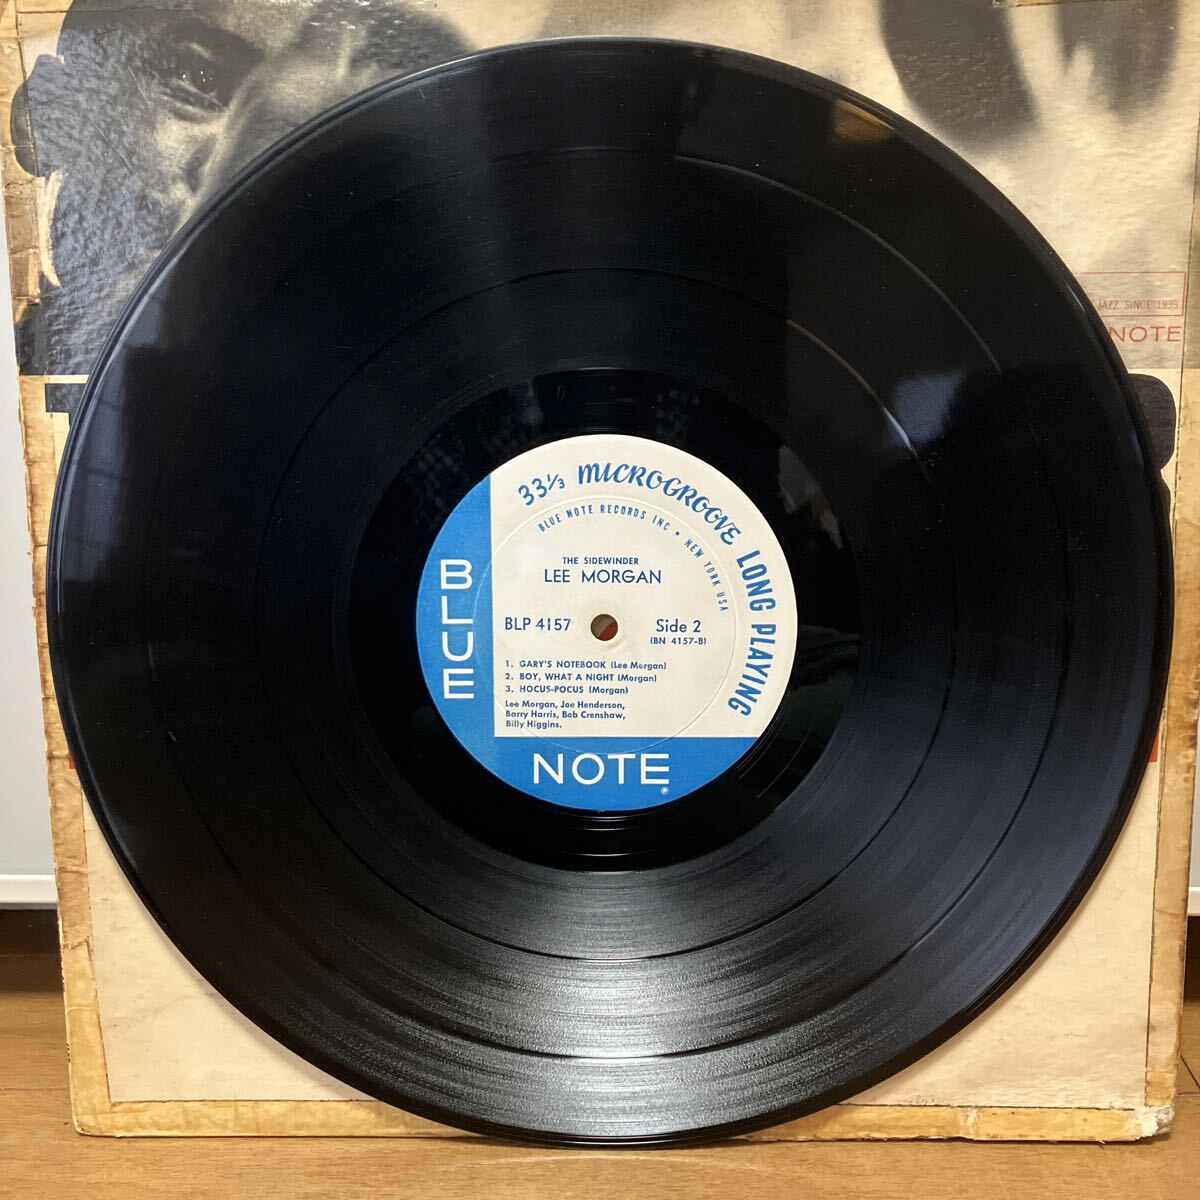 JAZZ SINCE 1939
NOTE
33⅓ MICROGROOVE LONG PLAYING
BLUE NOTE RECORDS INC • NEW YORK USA
THE SIDEWINDER
LEE MORGAN
BLP 4157 Side 2
(BN 4157-B)
1. GARY'S NOTEBOOK (Lee Morgan)
2. BOY, WHAT A NIGHT (Morgan)
3. HOCUS-POCUS (Morgan)
Lee Morgan, Joe Henderson,
Barry Harris, Bob Crenshaw,
Billy Higgins.
BLUE
NOTE ®